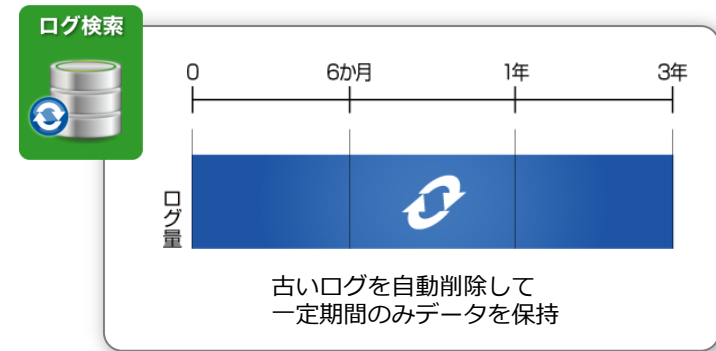 ログ検索
0 6か月 1年 3年
ログ量
古いログを自動削除して
一定期間のみデータを保持